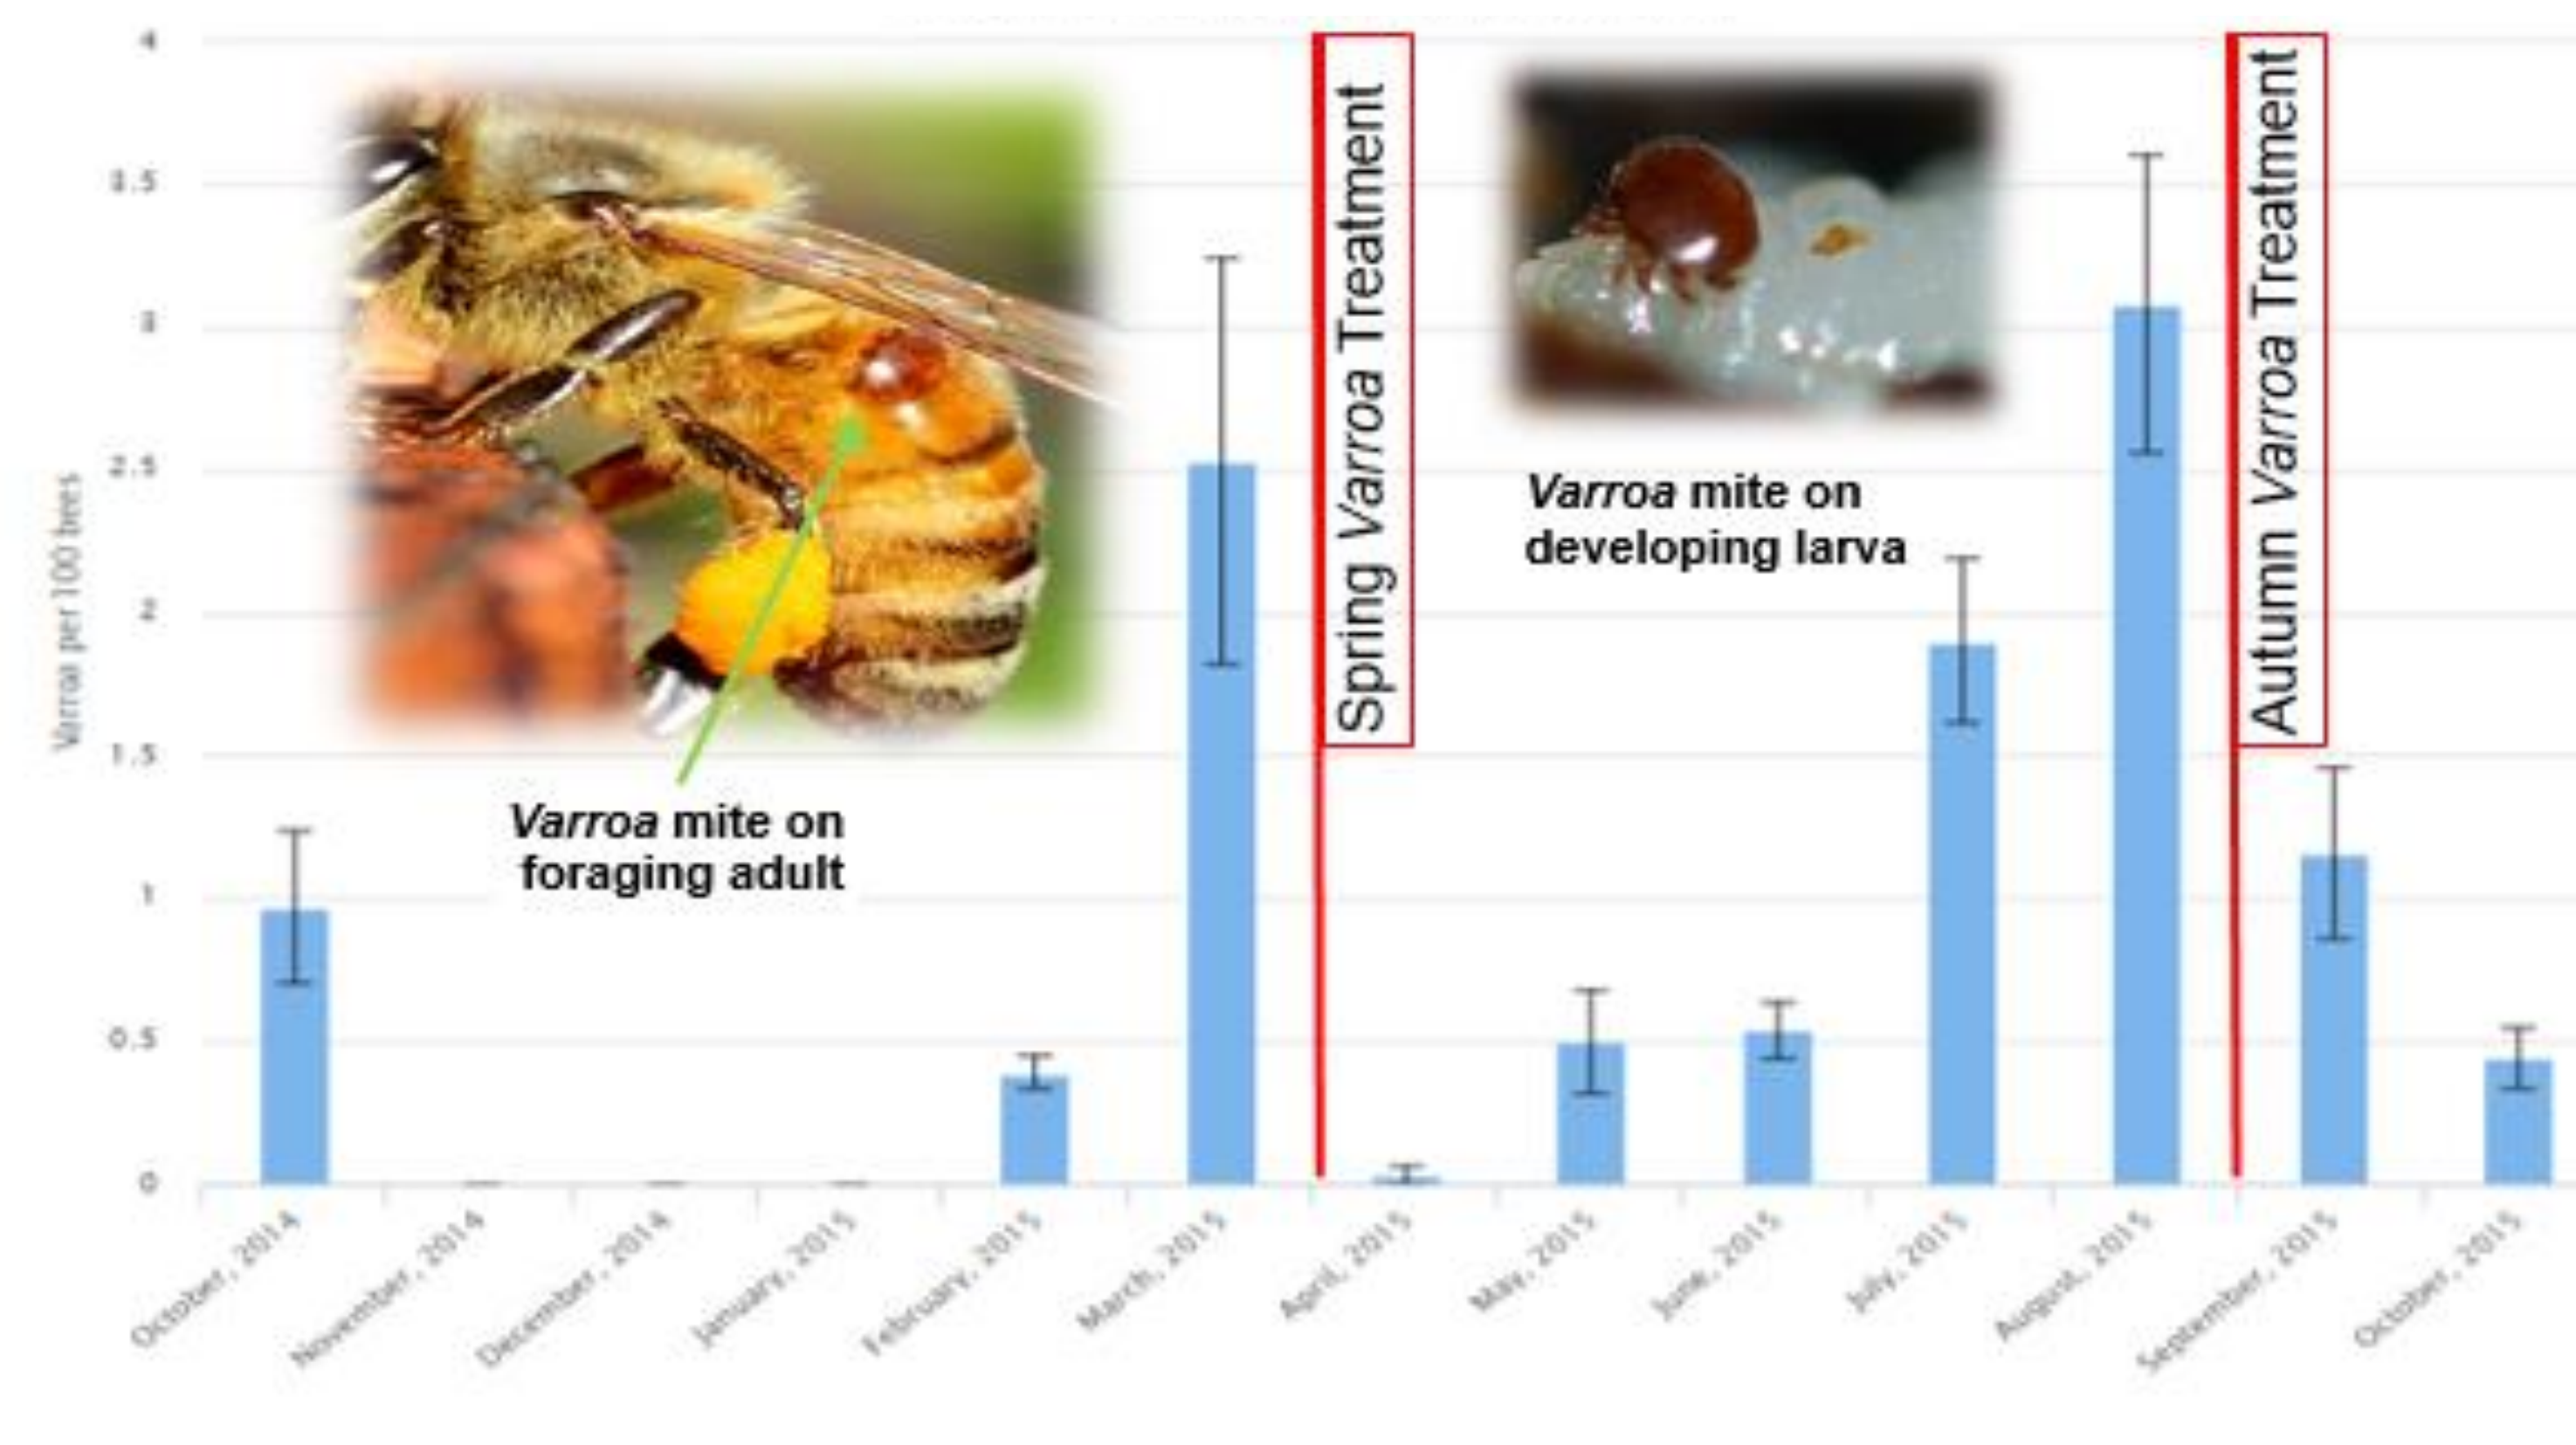 4
3.5
3
2.5
2
1.5
1
0.5
0
Varroa per 100 bees
Varroa mite on
foraging adult
Spring Varroa Treatment
Varroa mite on
developing larva
Autumn Varroa Treatment
October, 2014
November, 2014
December, 2014
January, 2015
February, 2015
March, 2015
April, 2015
May, 2015
June, 2015
July, 2015
August, 2015
September, 2015
October, 2015